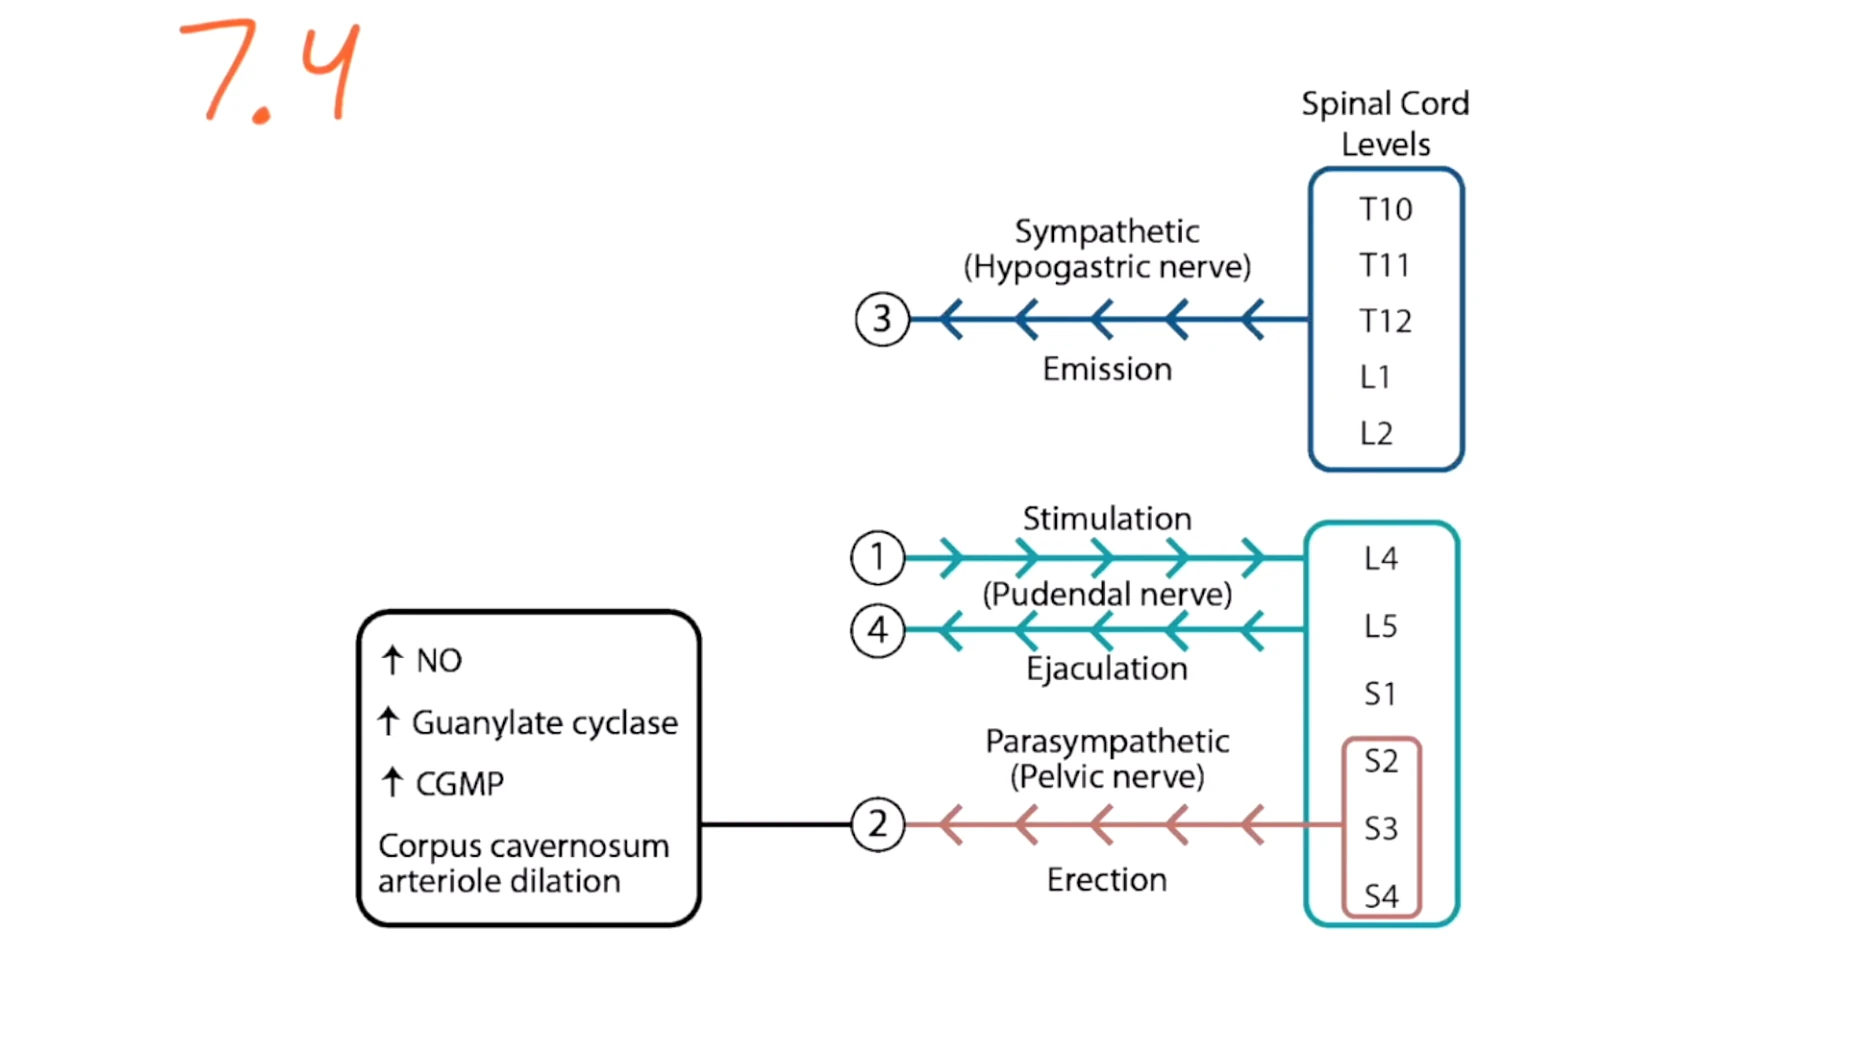 7.4
Spinal Cord
Levels
T10
T11
T12
L1
L2
Sympathetic
(Hypogastric nerve)
3
Emission
Stimulation
1
(Pudendal nerve)
4
Ejaculation
L4
L5
S1
S2
S3
S4
Parasympathetic
(Pelvic nerve)
2
Erection
↑ NO
↑ Guanylate cyclase
↑ CGMP
Corpus cavernosum
arteriole dilation